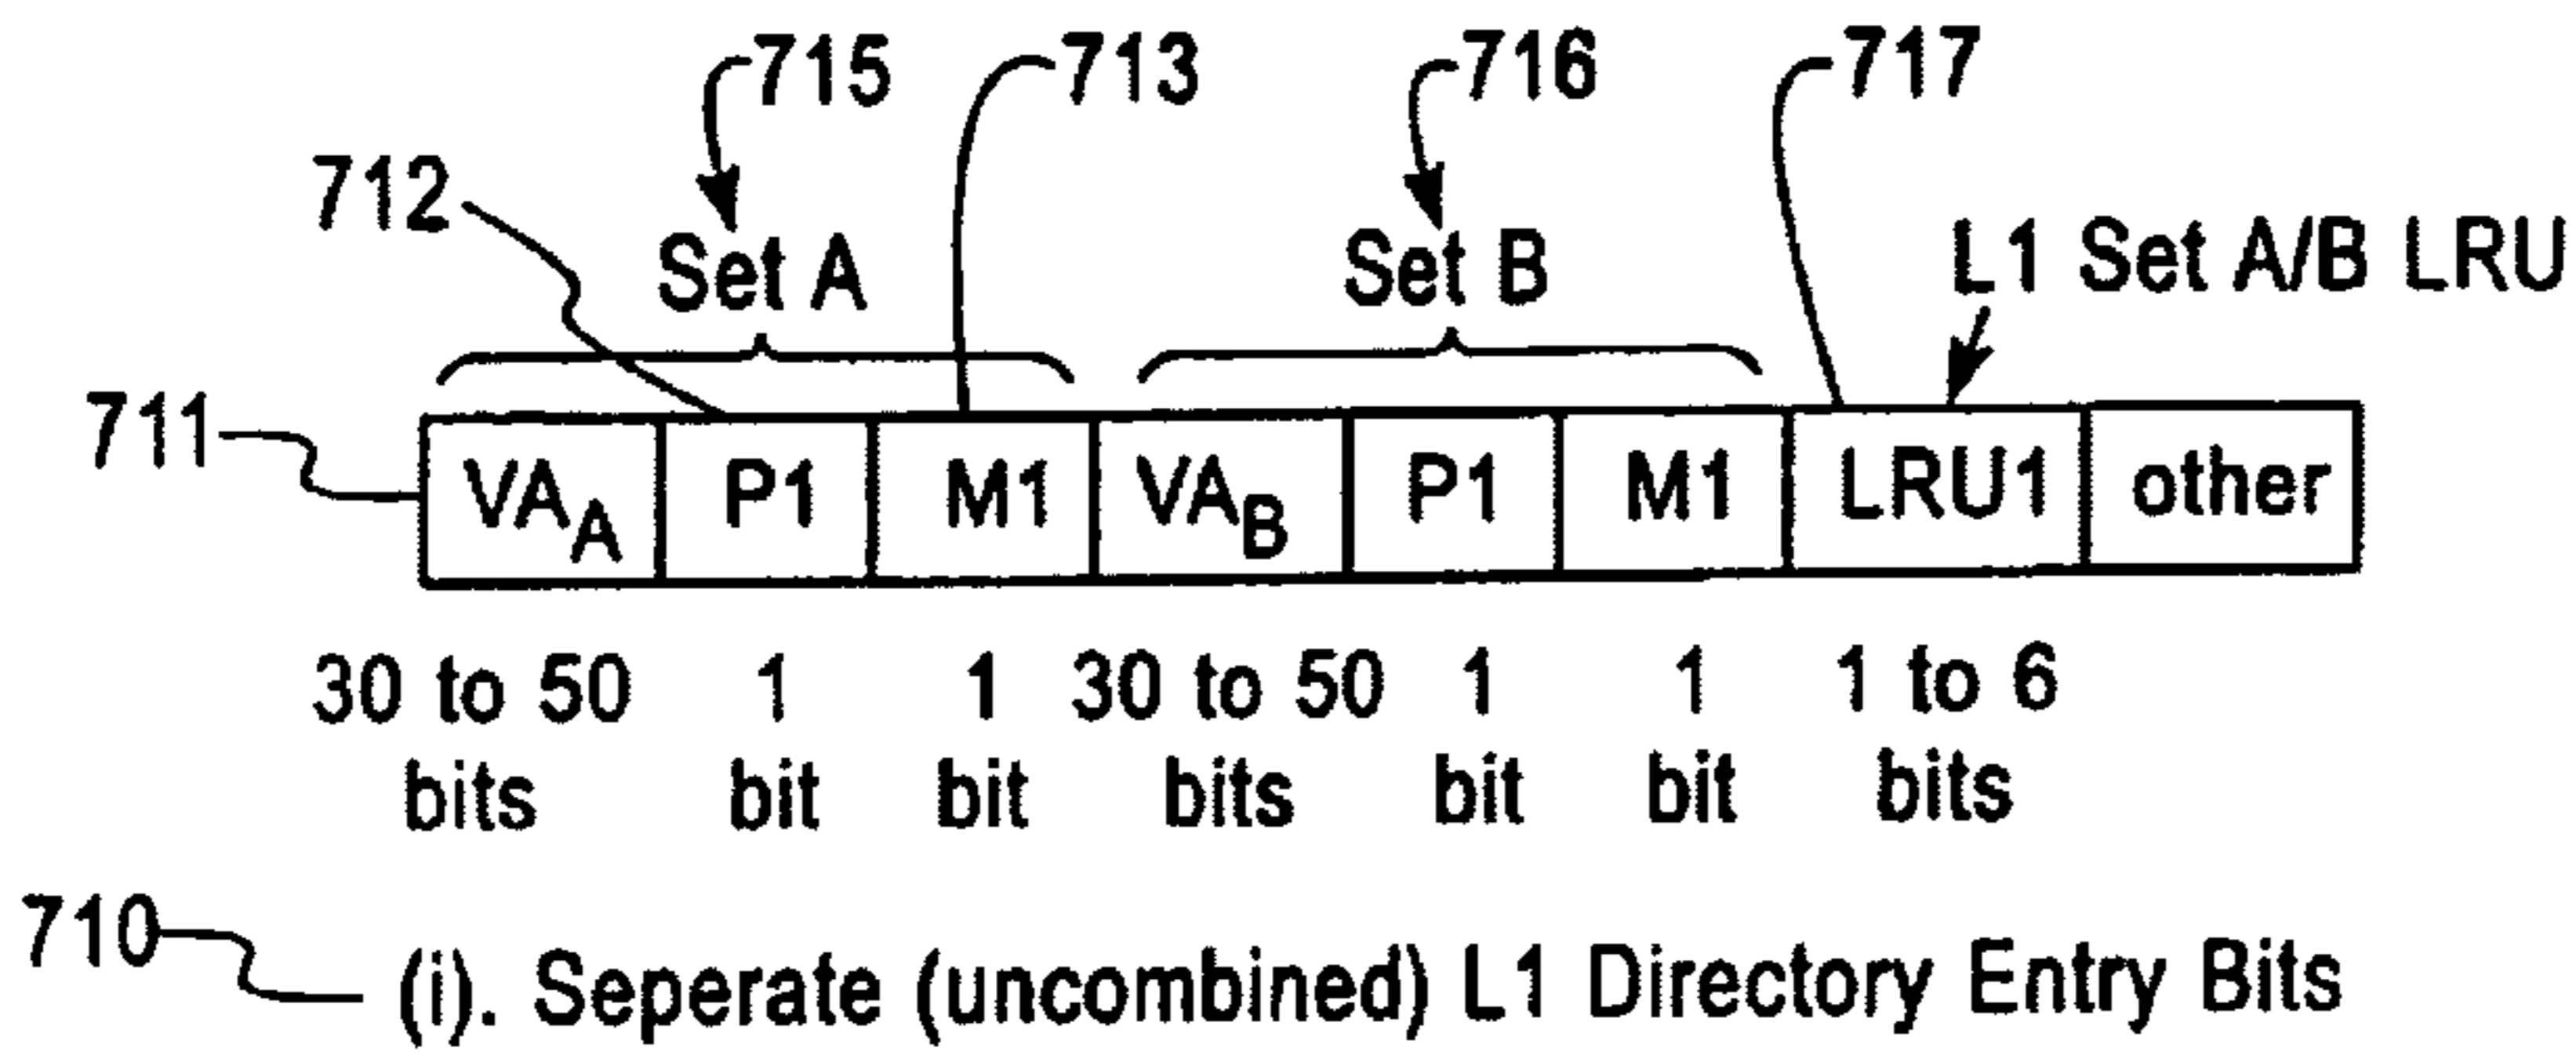 715 713 716 717
712
Set A Set B L1 Set A/B LRU
711
VA_A P1 M1 VA_B P1 M1 LRU1 other
30 to 50 1 1 30 to 50 1 1 1 to 6
bits bit bit bits bit bit bits
710
(i). Seperate (uncombined) L1 Directory Entry Bits